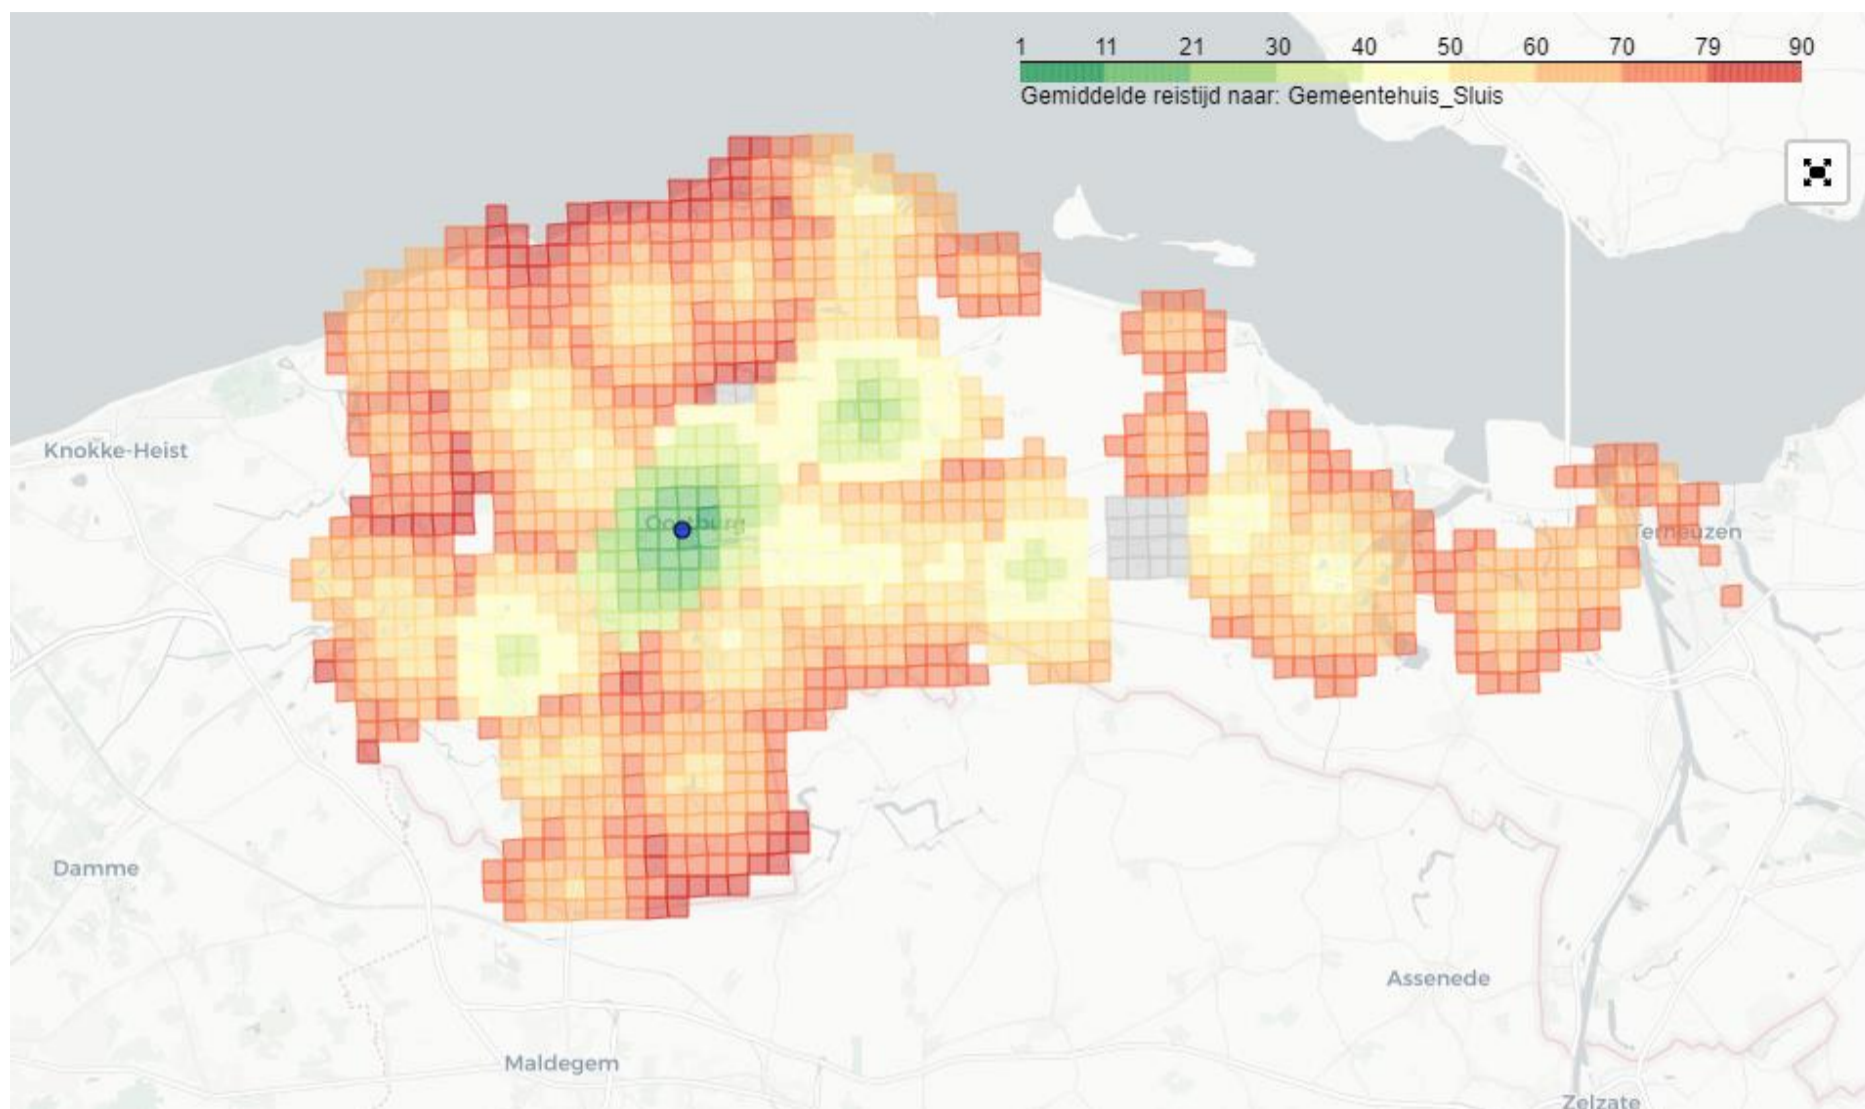 1 11 21 30 40 50 60 70 79 90
Gemiddelde reistijd naar: Gemeentehuis_Sluis
Knokke-Heist
Oostburg
Terneuzen
Damme
Assenede
Maldegem
Zelzate